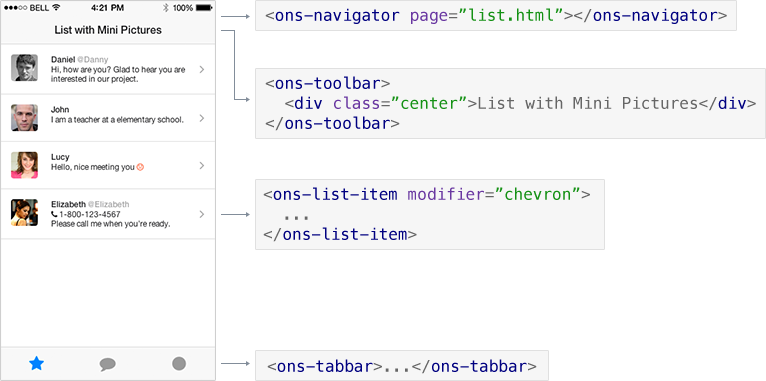 BELL 4:21 PM 100%
List with Mini Pictures
Daniel @Danny
Hi, how are you? Glad to hear you are
interested in our project.
John
I am a teacher at a elementary school.
Lucy
Hello, nice meeting you
Elizabeth @Elizabeth
1-800-123-4567
Please call me when you're ready.
<ons-navigator page=”list.html”></ons-navigator>
<ons-toolbar>
<div class=”center”>List with Mini Pictures</div>
</ons-toolbar>
<ons-list-item modifier=”chevron”>
...
</ons-list-item>
<ons-tabbar>...</ons-tabbar>